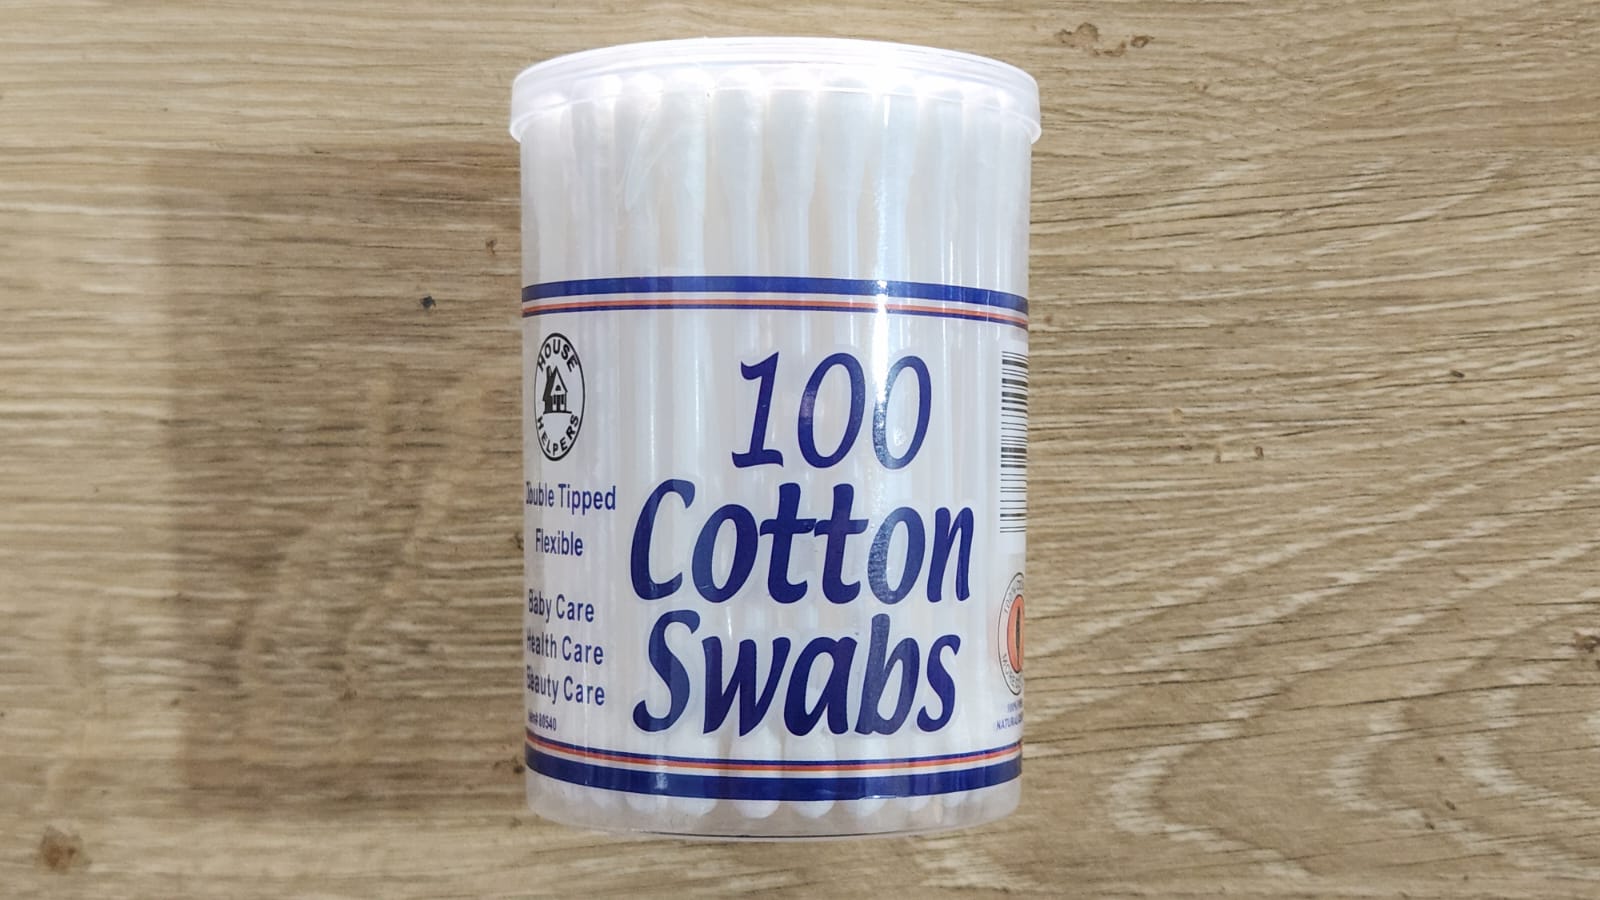 HOUSE
HELPERS
Double Tipped
Flexible
Baby Care
Health Care
Beauty Care
100
Cotton
Swabs